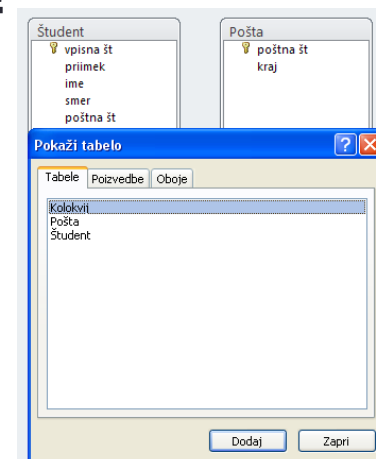 Študent
vpisna št
priimek
ime
smer
poštna št
Pošta
poštna št
kraj
Pokaži tabelo
Tabele Poizvedbe Oboje
Kolokvij
Pošta
Študent
Dodaj Zapri